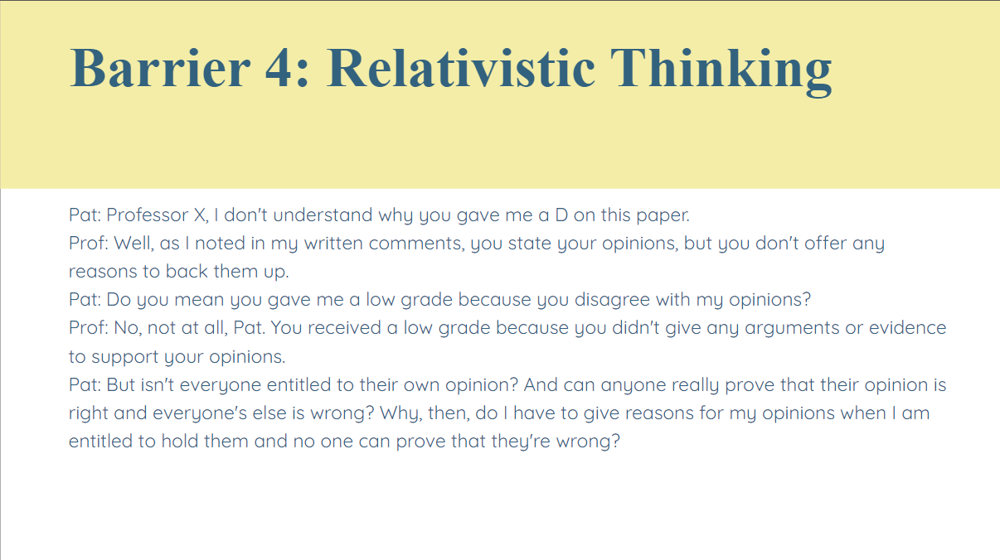 Barrier 4: Relativistic Thinking
Pat: Professor X, I don't understand why you gave me a D on this paper.
Prof: Well, as I noted in my written comments, you state your opinions, but you don't offer any
reasons to back them up.
Pat: Do you mean you gave me a low grade because you disagree with my opinions?
Prof: No, not at all, Pat. You received a low grade because you didn't give any arguments or evidence
to support your opinions.
Pat: But isn't everyone entitled to their own opinion? And can anyone really prove that their opinion is
right and everyone's else is wrong? Why, then, do I have to give reasons for my opinions when I am
entitled to hold them and no one can prove that they're wrong?